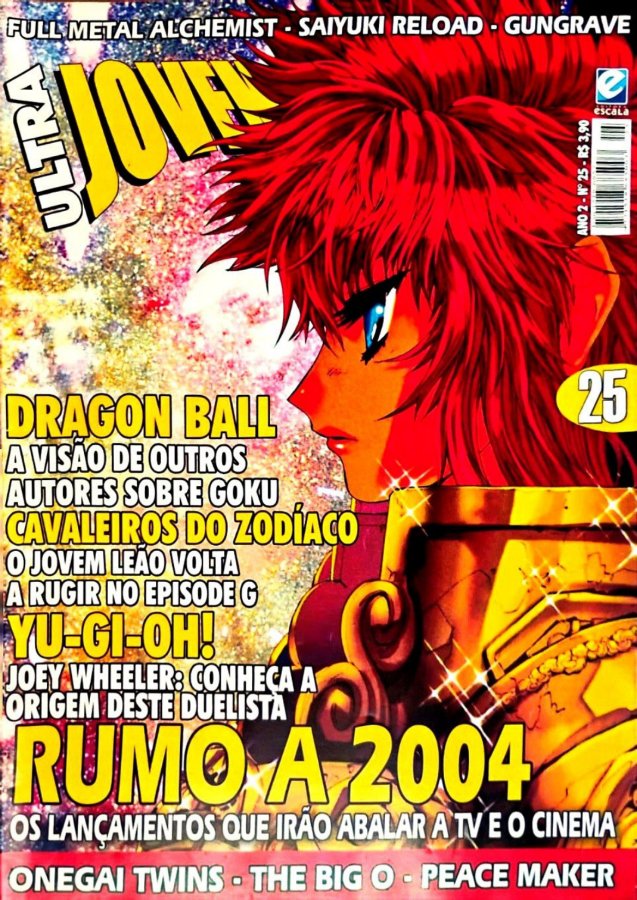 FULL METAL ALCHEMIST - SAIYUKI RELOAD - GUNGRAVE
ULTRA
JOVEM
escala
ANO 2 - Nº 25 - R$ 3,90
25
DRAGON BALL
A VISÃO DE OUTROS
AUTORES SOBRE GOKU
CAVALEIROS DO ZODÍACO
O JOVEM LEÃO VOLTA
A RUGIR NO EPISODE G
YU-GI-OH!
JOEY WHEELER: CONHEÇA A
ORIGEM DESTE DUELISTA
RUMO A 2004
OS LANÇAMENTOS QUE IRÃO ABALAR A TV E O CINEMA
ONEGAI TWINS - THE BIG O - PEACE MAKER